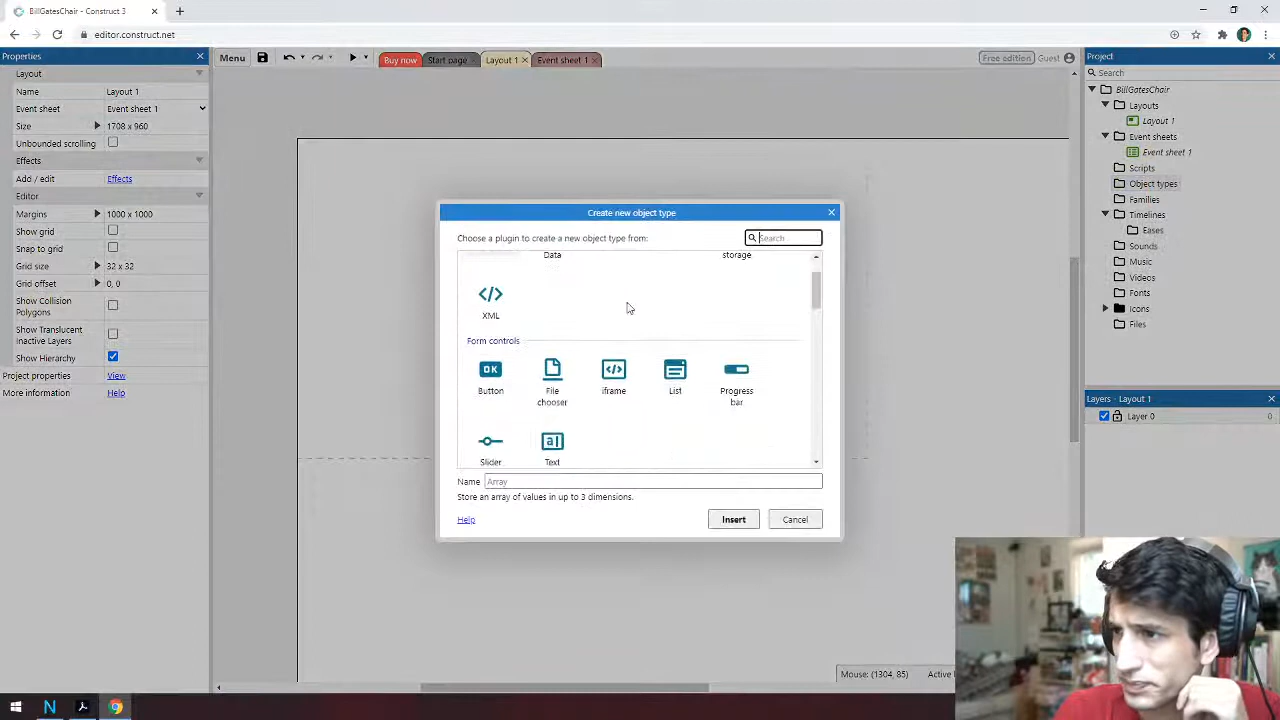 BillGatesChair - Construct 3
editor.construct.net
Properties
Menu
Buy now
Start page
Layout 1
Event sheet 1
Free edition
Guest
Project
Layout
Name
Layout 1
Event sheet
Event sheet 1
Size
1708 x 960
Unbounded scrolling
Effects
Add / edit
Effects
Editor
Margins
1000 x 1000
Show grid
Snap to grid
Grid size
32 x 32
Grid offset
0, 0
Show Collision
Polygons
Show Translucent
Inactive Layers
Show Hierarchy
Project properties
View
More information
Help
Create new object type
Choose a plugin to create a new object type from:
Search
Data
storage
XML
Form controls
Button
File
chooser
iframe
List
Progress
bar
Slider
Text
Name
Array
Store an array of values in up to 3 dimensions.
Help
Insert
Cancel
Search
BillGatesChair
Layouts
Layout 1
Event sheets
Event sheet 1
Scripts
Object types
Families
Timelines
Eases
Sounds
Music
Videos
Fonts
Icons
Files
Layers - Layout 1
Layer 0
0
Mouse: (1304, 85)
Active